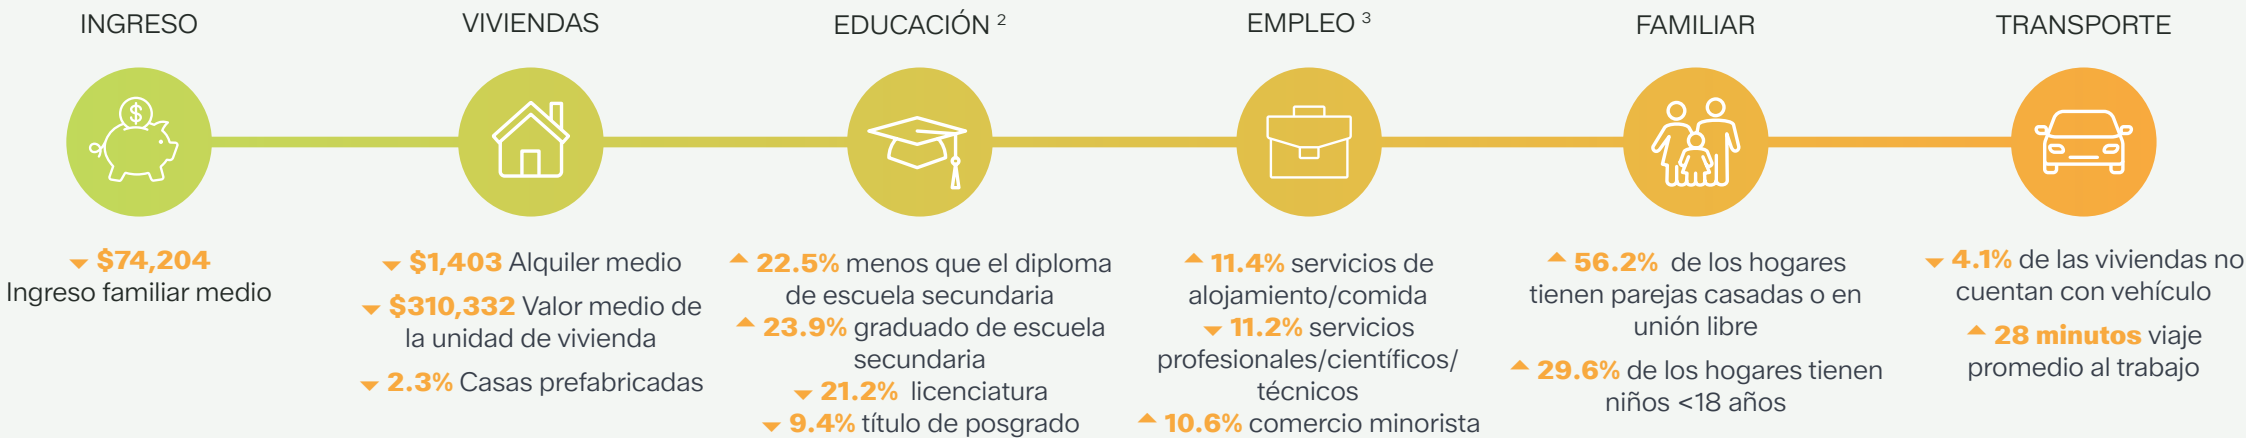 INGRESO
▼ $74,204
Ingreso familiar medio
VIVIENDAS
▼ $1,403 Alquiler medio
▼ $310,332 Valor medio de
la unidad de vivienda
▼ 2.3% Casas prefabricadas
EDUCACIÓN ²
▲ 22.5% menos que el diploma
de escuela secundaria
▲ 23.9% graduado de escuela
secundaria
▼ 21.2% licenciatura
▼ 9.4% título de posgrado
EMPLEO ³
▲ 11.4% servicios de
alojamiento/comida
▼ 11.2% servicios
profesionales/científicos/
técnicos
▲ 10.6% comercio minorista
FAMILIAR
▲ 56.2% de los hogares
tienen parejas casadas o en
unión libre
▲ 29.6% de los hogares tienen
niños <18 años
TRANSPORTE
▼ 4.1% de las viviendas no
cuentan con vehículo
▲ 28 minutos viaje
promedio al trabajo
$